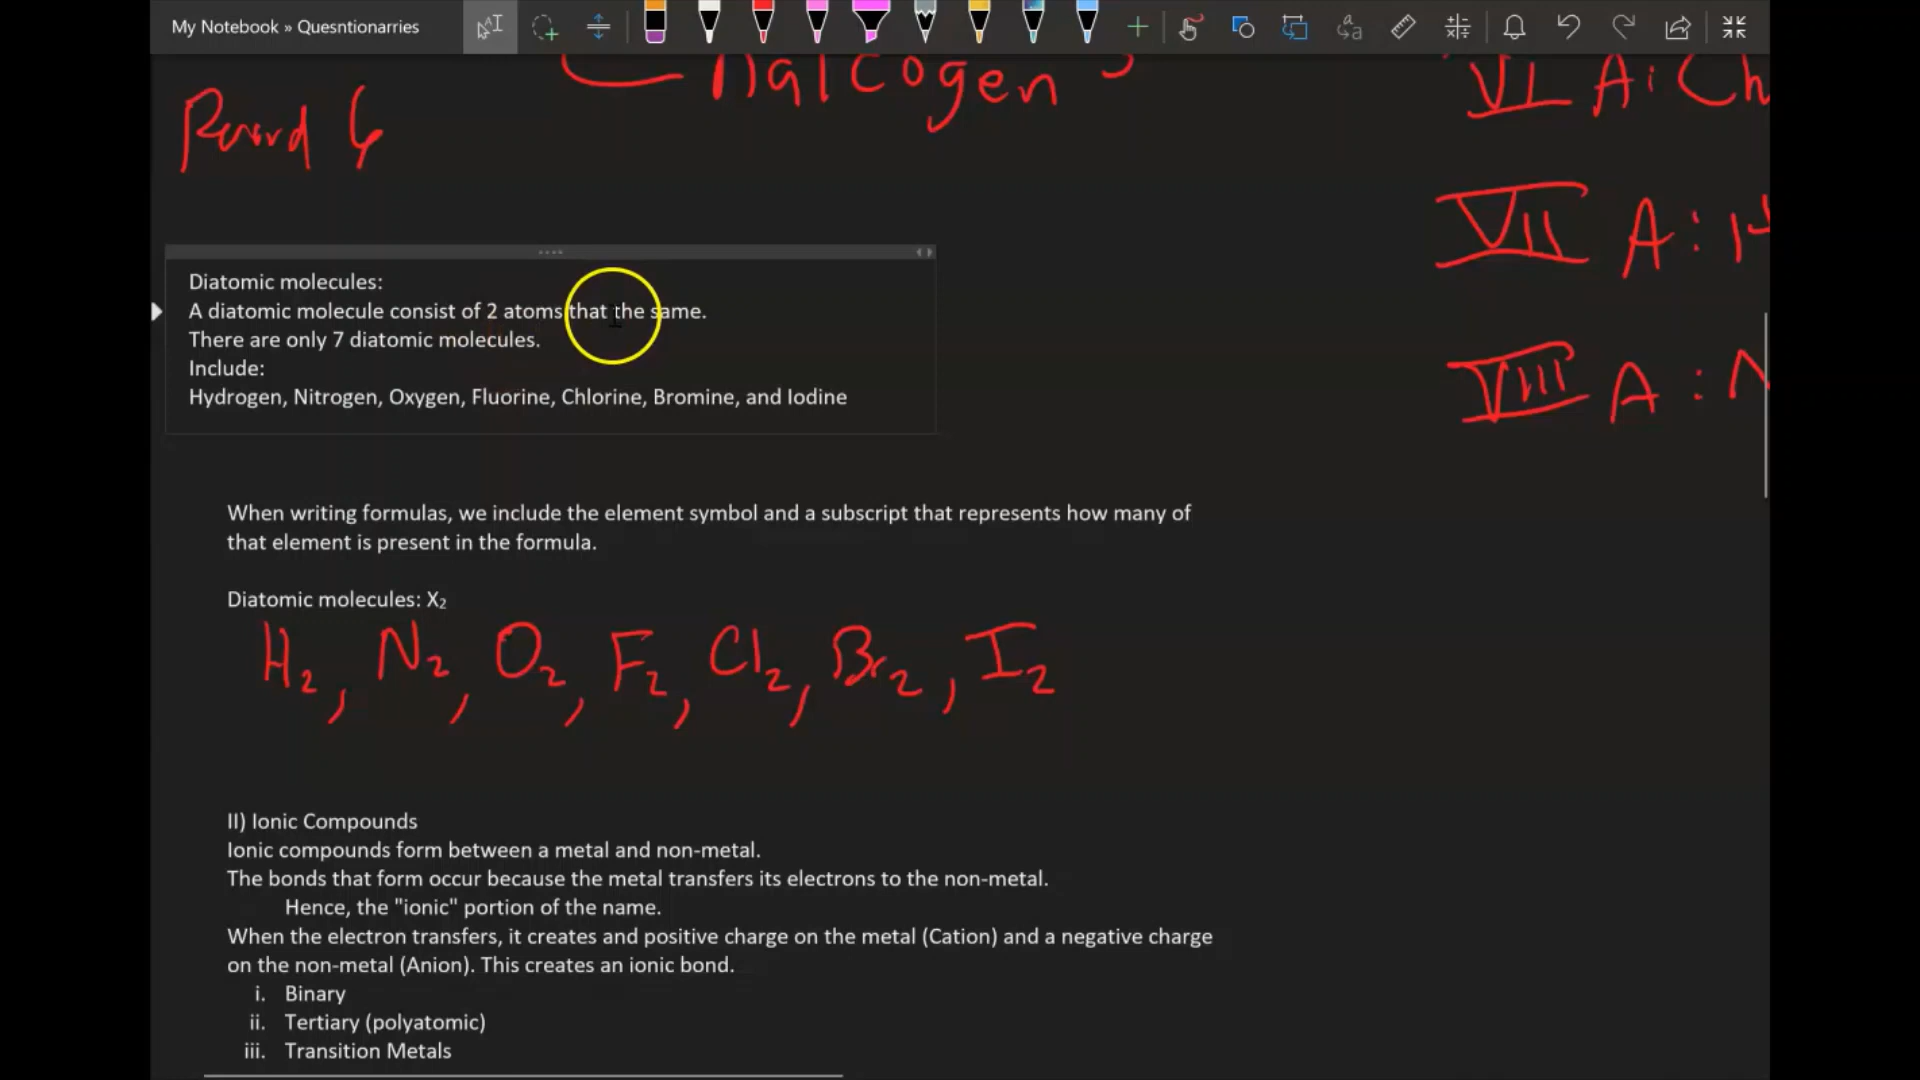 My Notebook » Quesntionarries
halcogen
VI A: Ch
Period 6
VII A: H
Diatomic molecules:
A diatomic molecule consist of 2 atoms that the same.
There are only 7 diatomic molecules.
Include:
Hydrogen, Nitrogen, Oxygen, Fluorine, Chlorine, Bromine, and Iodine
VIII A: N
When writing formulas, we include the element symbol and a subscript that represents how many of
that element is present in the formula.
Diatomic molecules: X₂
H₂, N₂, O₂, F₂, Cl₂, Br₂, I₂
II) Ionic Compounds
Ionic compounds form between a metal and non-metal.
The bonds that form occur because the metal transfers its electrons to the non-metal.
Hence, the "ionic" portion of the name.
When the electron transfers, it creates and positive charge on the metal (Cation) and a negative charge
on the non-metal (Anion). This creates an ionic bond.
i. Binary
ii. Tertiary (polyatomic)
iii. Transition Metals